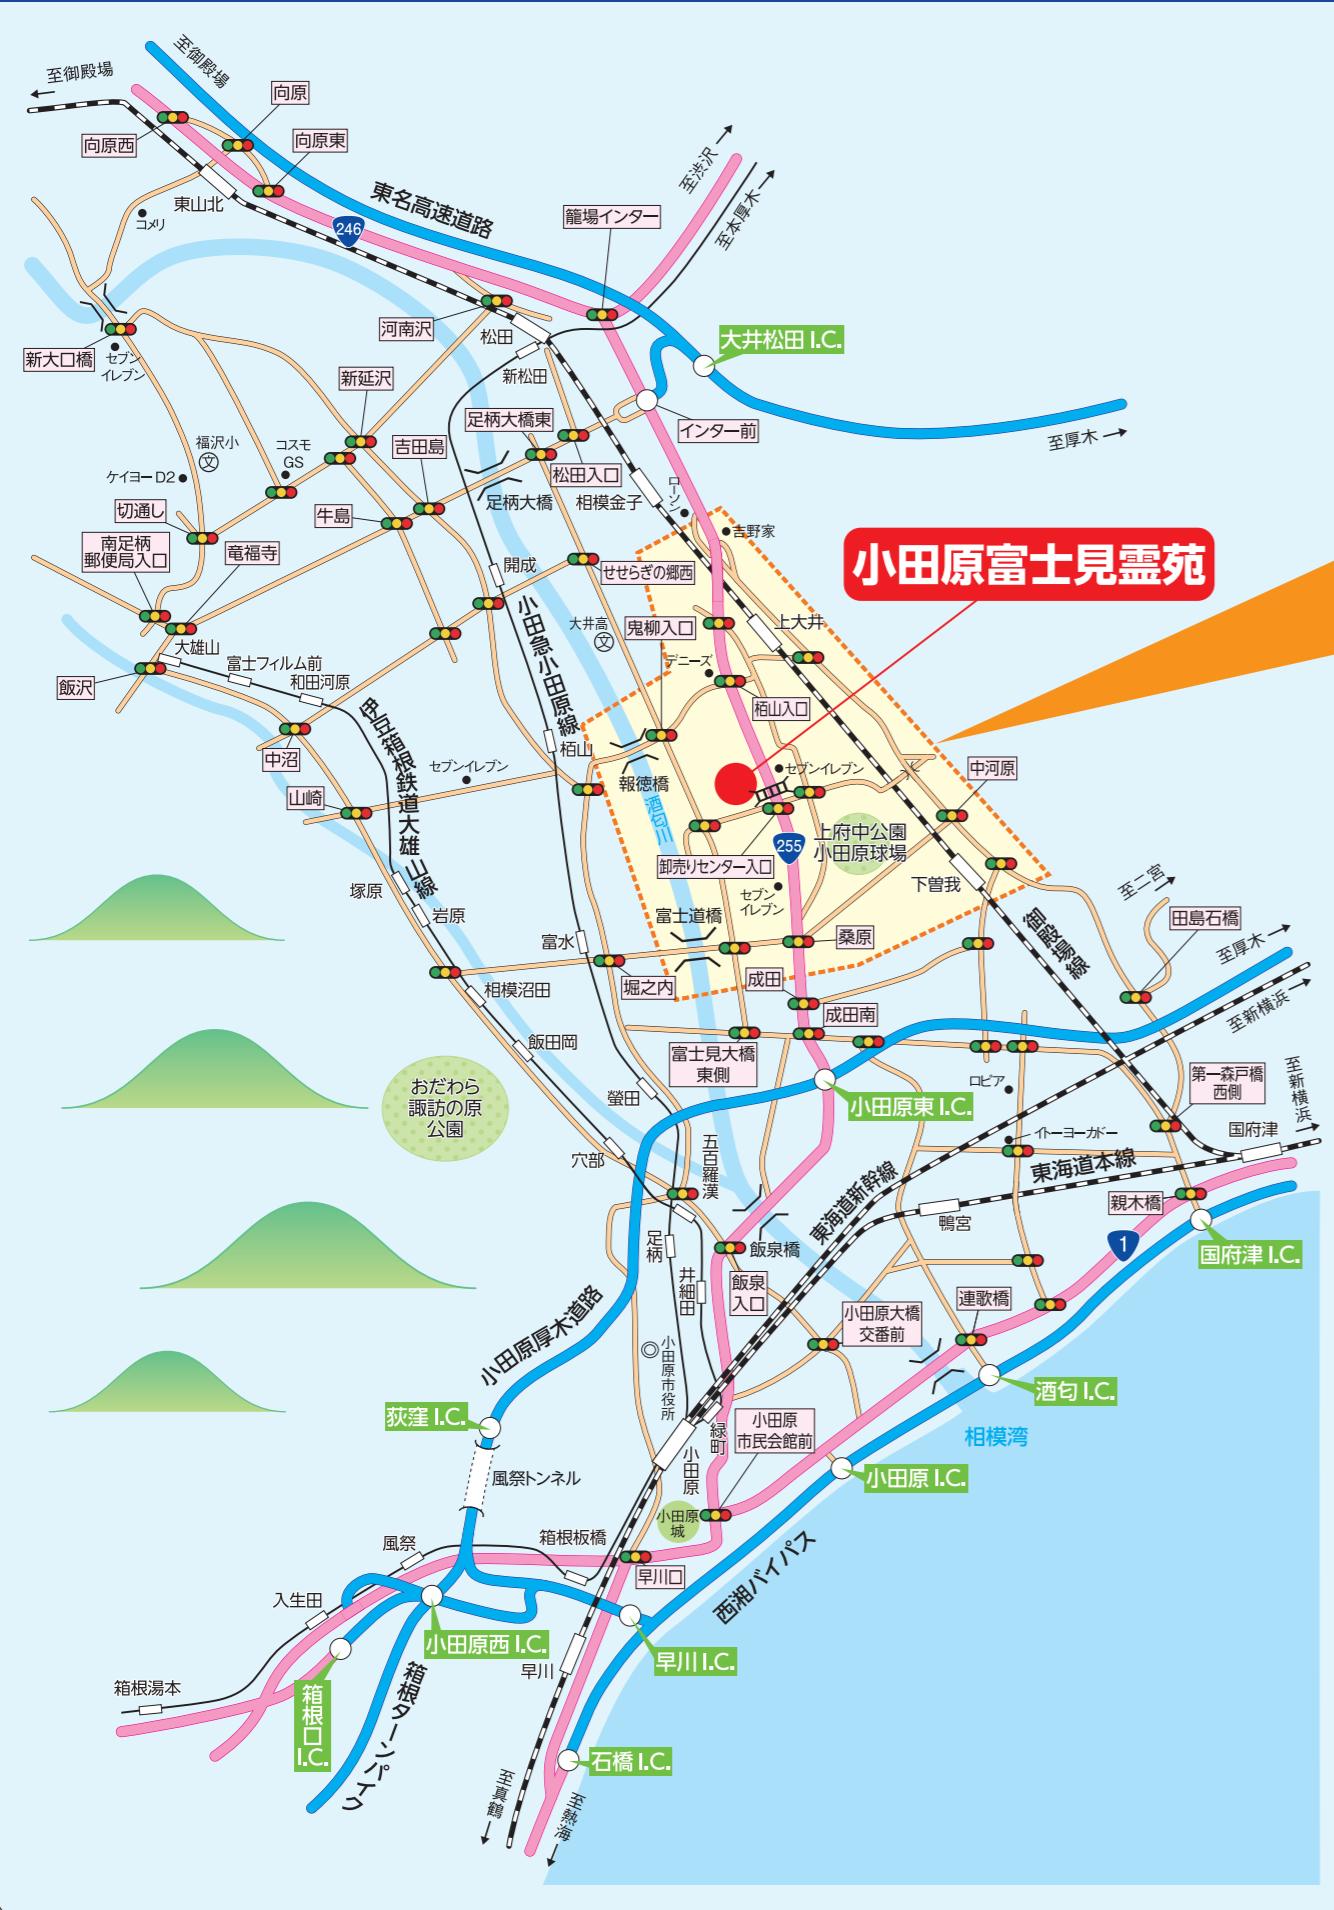 至御殿場
至御殿場
向原
向原西
向原東
東山北
コメリ
246
東名高速道路
籠場インター
至渋沢
至本厚木
河南沢
松田
新松田
大井松田 I.C.
インター前
至厚木
新大口橋
セブン
イレブン
新延沢
足柄大橋東
吉田島
松田入口
福沢小
文
コスモ
GS
ケイヨーD2
切通し
牛島
足柄大橋
相模金子
ローソン
吉野家
南足柄
郵便局入口
竜福寺
開成
せせらぎの郷西
小田原富士見霊苑
大雄山
富士フィルム前
和田河原
飯沢
小田急小田原線
大井高
文
鬼柳入口
上大井
デニーズ
栢山入口
伊豆箱根鉄道大雄山線
中沼
栢山
報徳橋
酒匂川
セブンイレブン
セブンイレブン
中河原
山崎
255
上府中公園
小田原球場
卸売りセンター入口
セブン
イレブン
下曽我
塚原
岩原
富士道橋
御殿場線
至二宮
田島石橋
富水
桑原
至厚木
堀之内
成田
相模沼田
成田南
至新横浜
富士見大橋
東側
飯田岡
おだわら
諏訪の原
公園
螢田
小田原東 I.C.
ロピア
第一森戸橋
西側
至新横浜
国府津
イトーヨーカドー
東海道本線
穴部
五百羅漢
東海道新幹線
親木橋
鴨宮
足柄
飯泉橋
1
国府津 I.C.
井細田
飯泉
入口
小田原大橋
交番前
連歌橋
小田原厚木道路
小田原市役所
酒匂 I.C.
荻窪 I.C.
緑町
小田原
小田原
市民会館前
相模湾
風祭トンネル
小田原 I.C.
小田原
城
風祭
箱根板橋
早川口
西湘バイパス
入生田
小田原西 I.C.
早川
早川 I.C.
箱根湯本
箱根口
I.C.
箱根ターンパイク
石橋 I.C.
至真鶴
至熱海